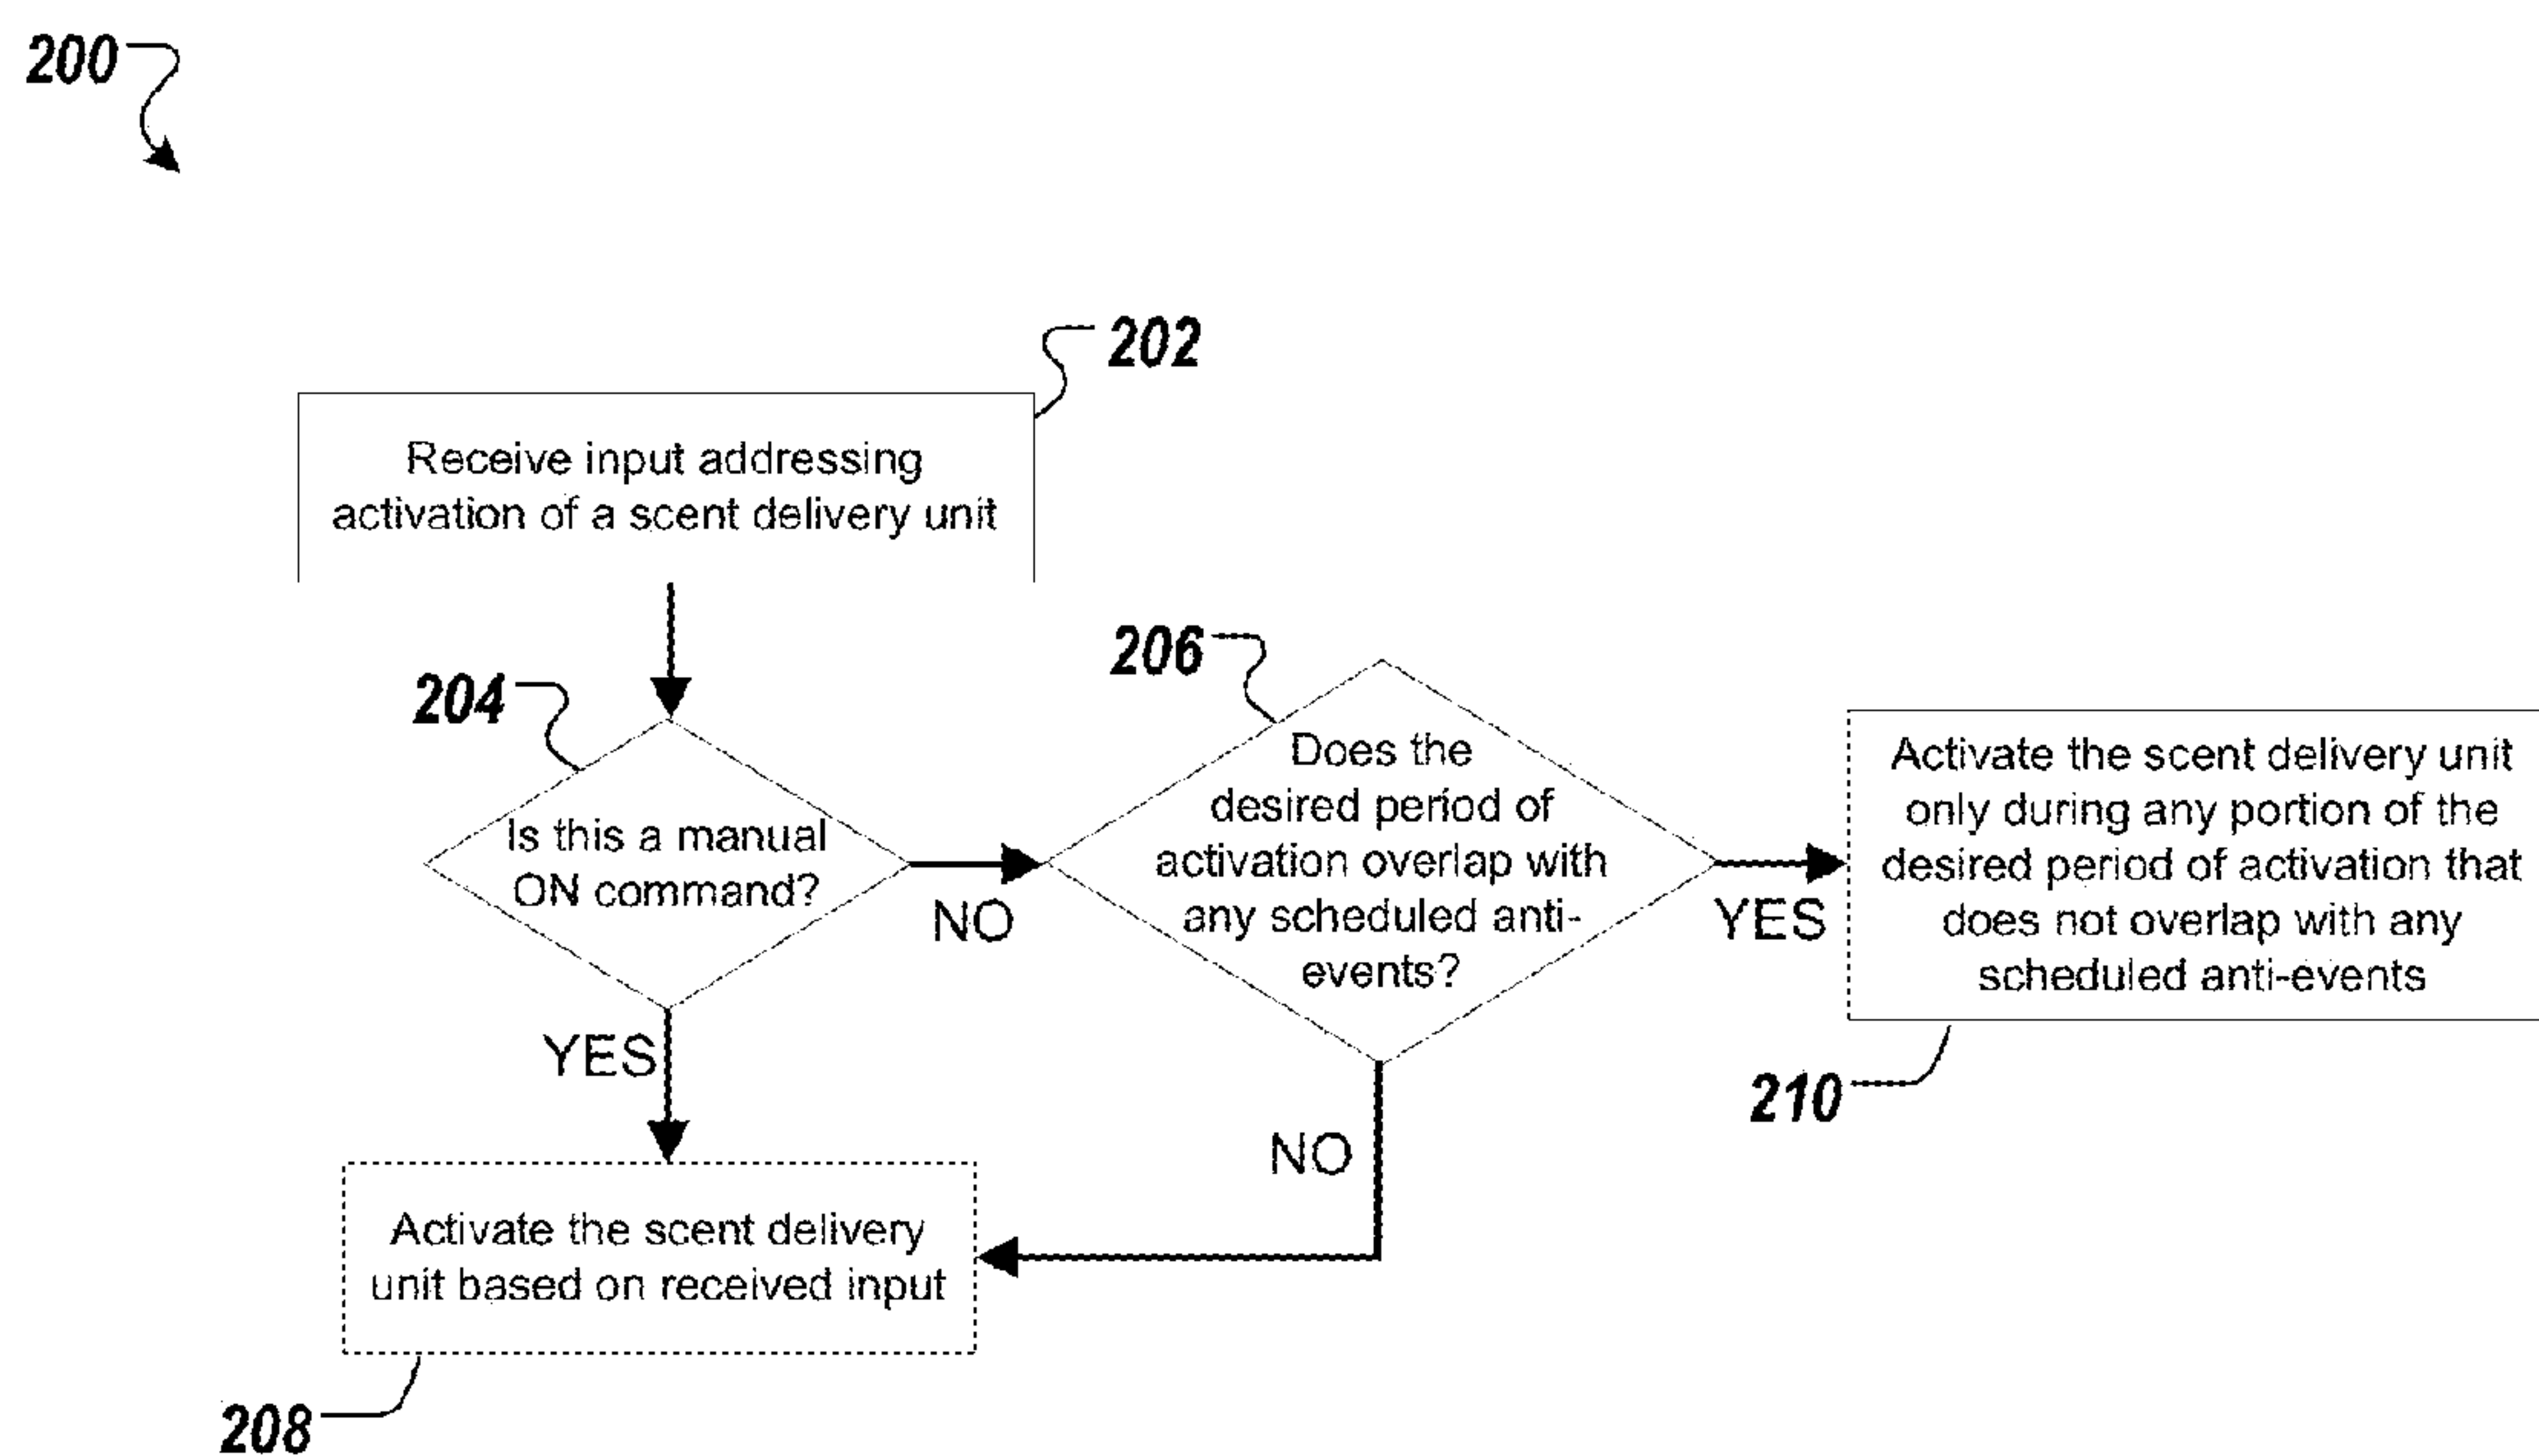 200
202
Receive input addressing
activation of a scent delivery unit
204
Is this a manual
ON command?
NO
YES
206
Does the
desired period of
activation overlap with
any scheduled anti-
events?
YES
NO
Activate the scent delivery unit
only during any portion of the
desired period of activation that
does not overlap with any
scheduled anti-events
210
Activate the scent delivery
unit based on received input
208